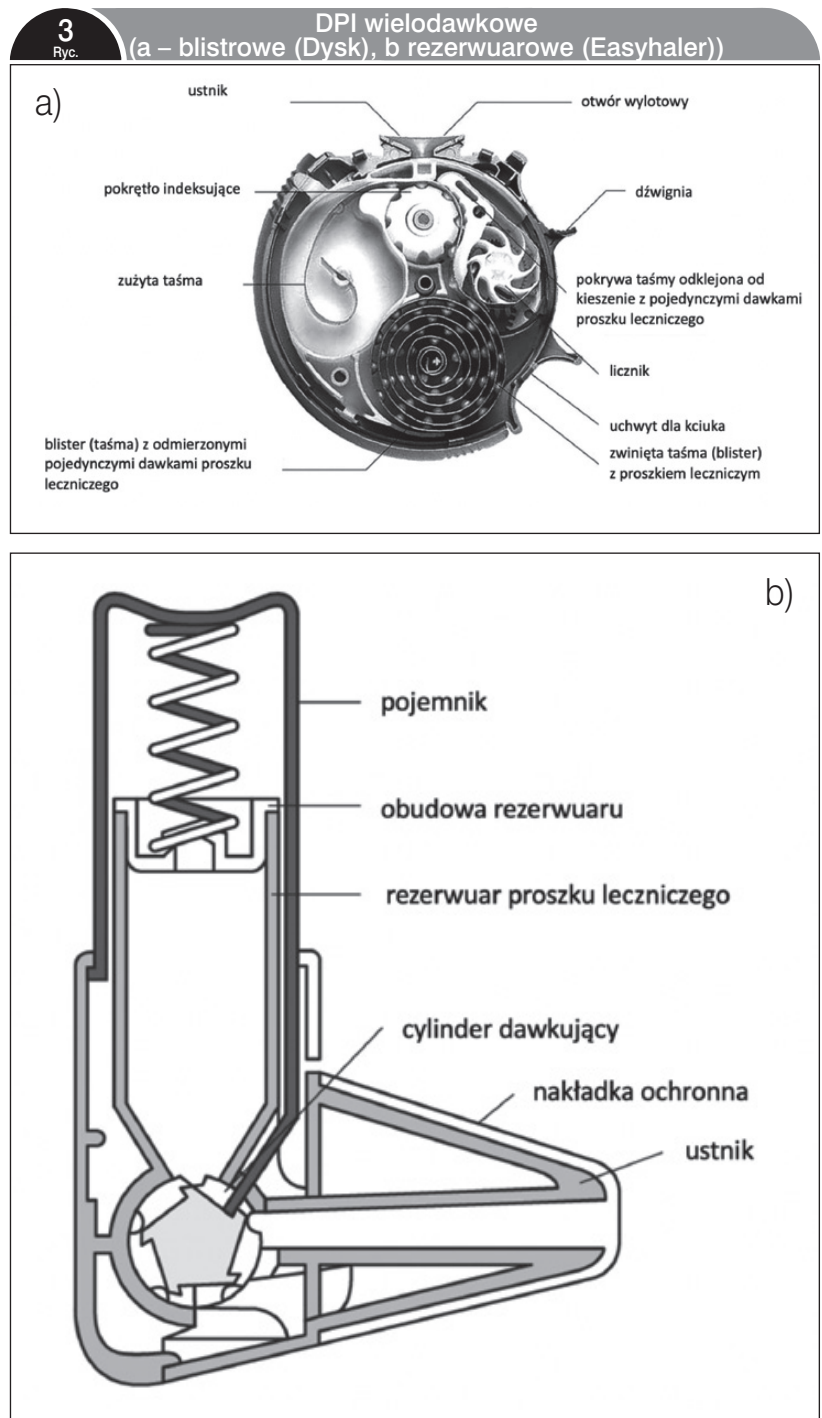 3
Ryc.
DPI wielodawkowe
(a – blistrowe (Dysk), b rezerwuarowe (Easyhaler))
a)
ustnik
otwór wylotowy
pokrętło indeksujące
dźwignia
zużyta taśma
pokrywa taśmy odklejona od
kieszenie z pojedynczymi dawkami
proszku leczniczego
licznik
uchwyt dla kciuka
blister (taśma) z odmierzonymi
pojedynczymi dawkami proszku
leczniczego
zwinięta taśma (blister)
z proszkiem leczniczym
b)
pojemnik
obudowa rezerwuaru
rezerwuar proszku leczniczego
cylinder dawkujący
nakładka ochronna
ustnik